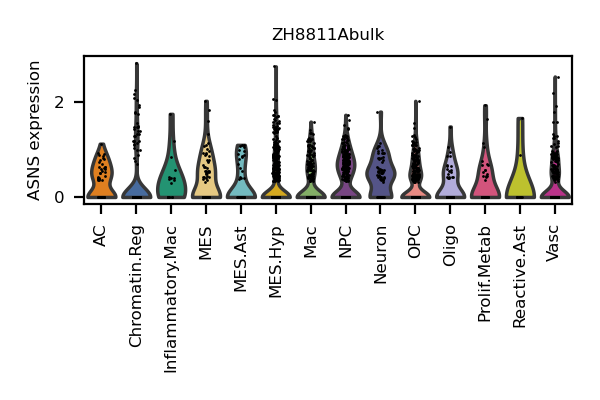 ZH8811Abulk
ASNS expression
2
0
AC
Chromatin.Reg
Inflammatory.Mac
MES
MES.Ast
MES.Hyp
Mac
NPC
Neuron
OPC
Oligo
Prolif.Metab
Reactive.Ast
Vasc